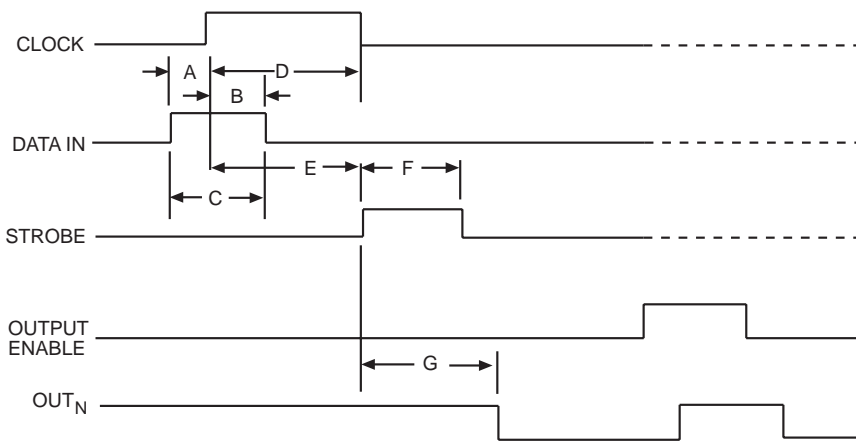 CLOCK
A
D
B
DATA IN
E
F
C
STROBE
OUTPUT
ENABLE
G
OUTN